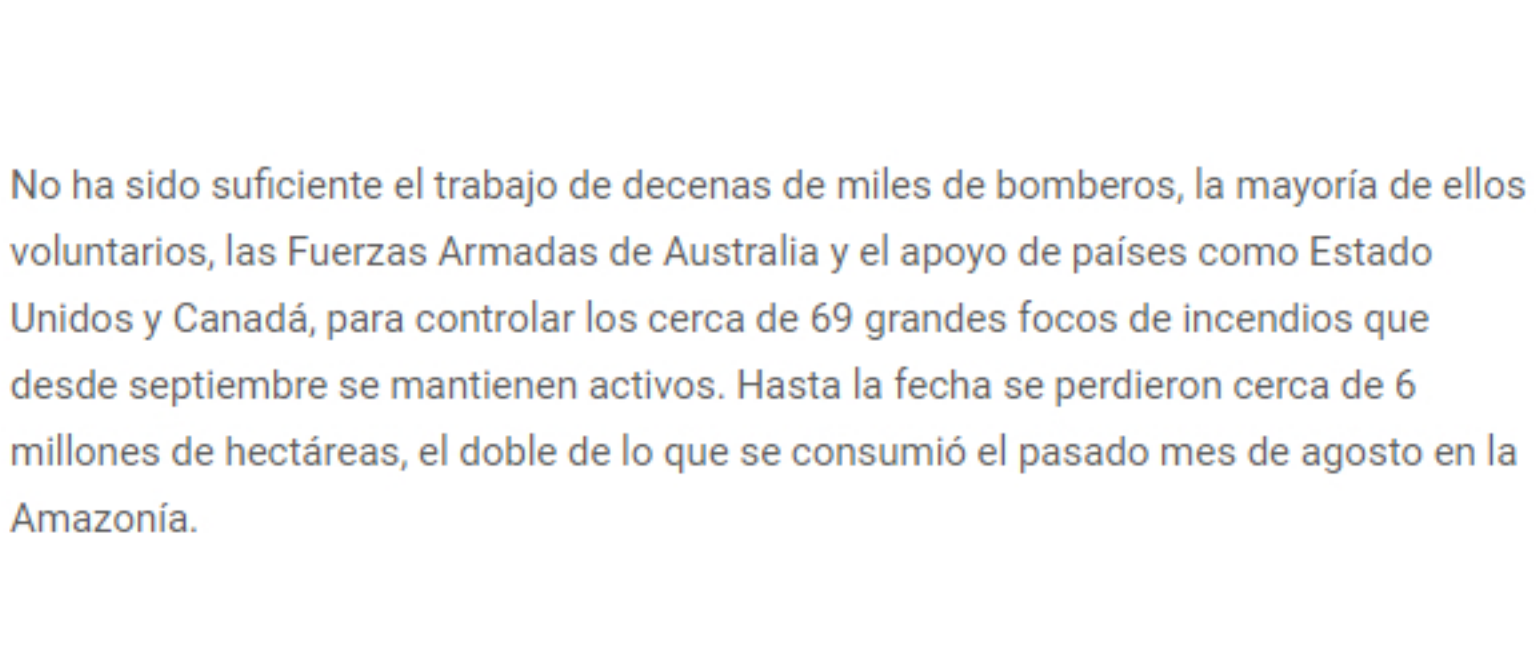 No ha sido suficiente el trabajo de decenas de miles de bomberos, la mayoría de ellos
voluntarios, las Fuerzas Armadas de Australia y el apoyo de países como Estado
Unidos y Canadá, para controlar los cerca de 69 grandes focos de incendios que
desde septiembre se mantienen activos. Hasta la fecha se perdieron cerca de 6
millones de hectáreas, el doble de lo que se consumió el pasado mes de agosto en la
Amazonía.